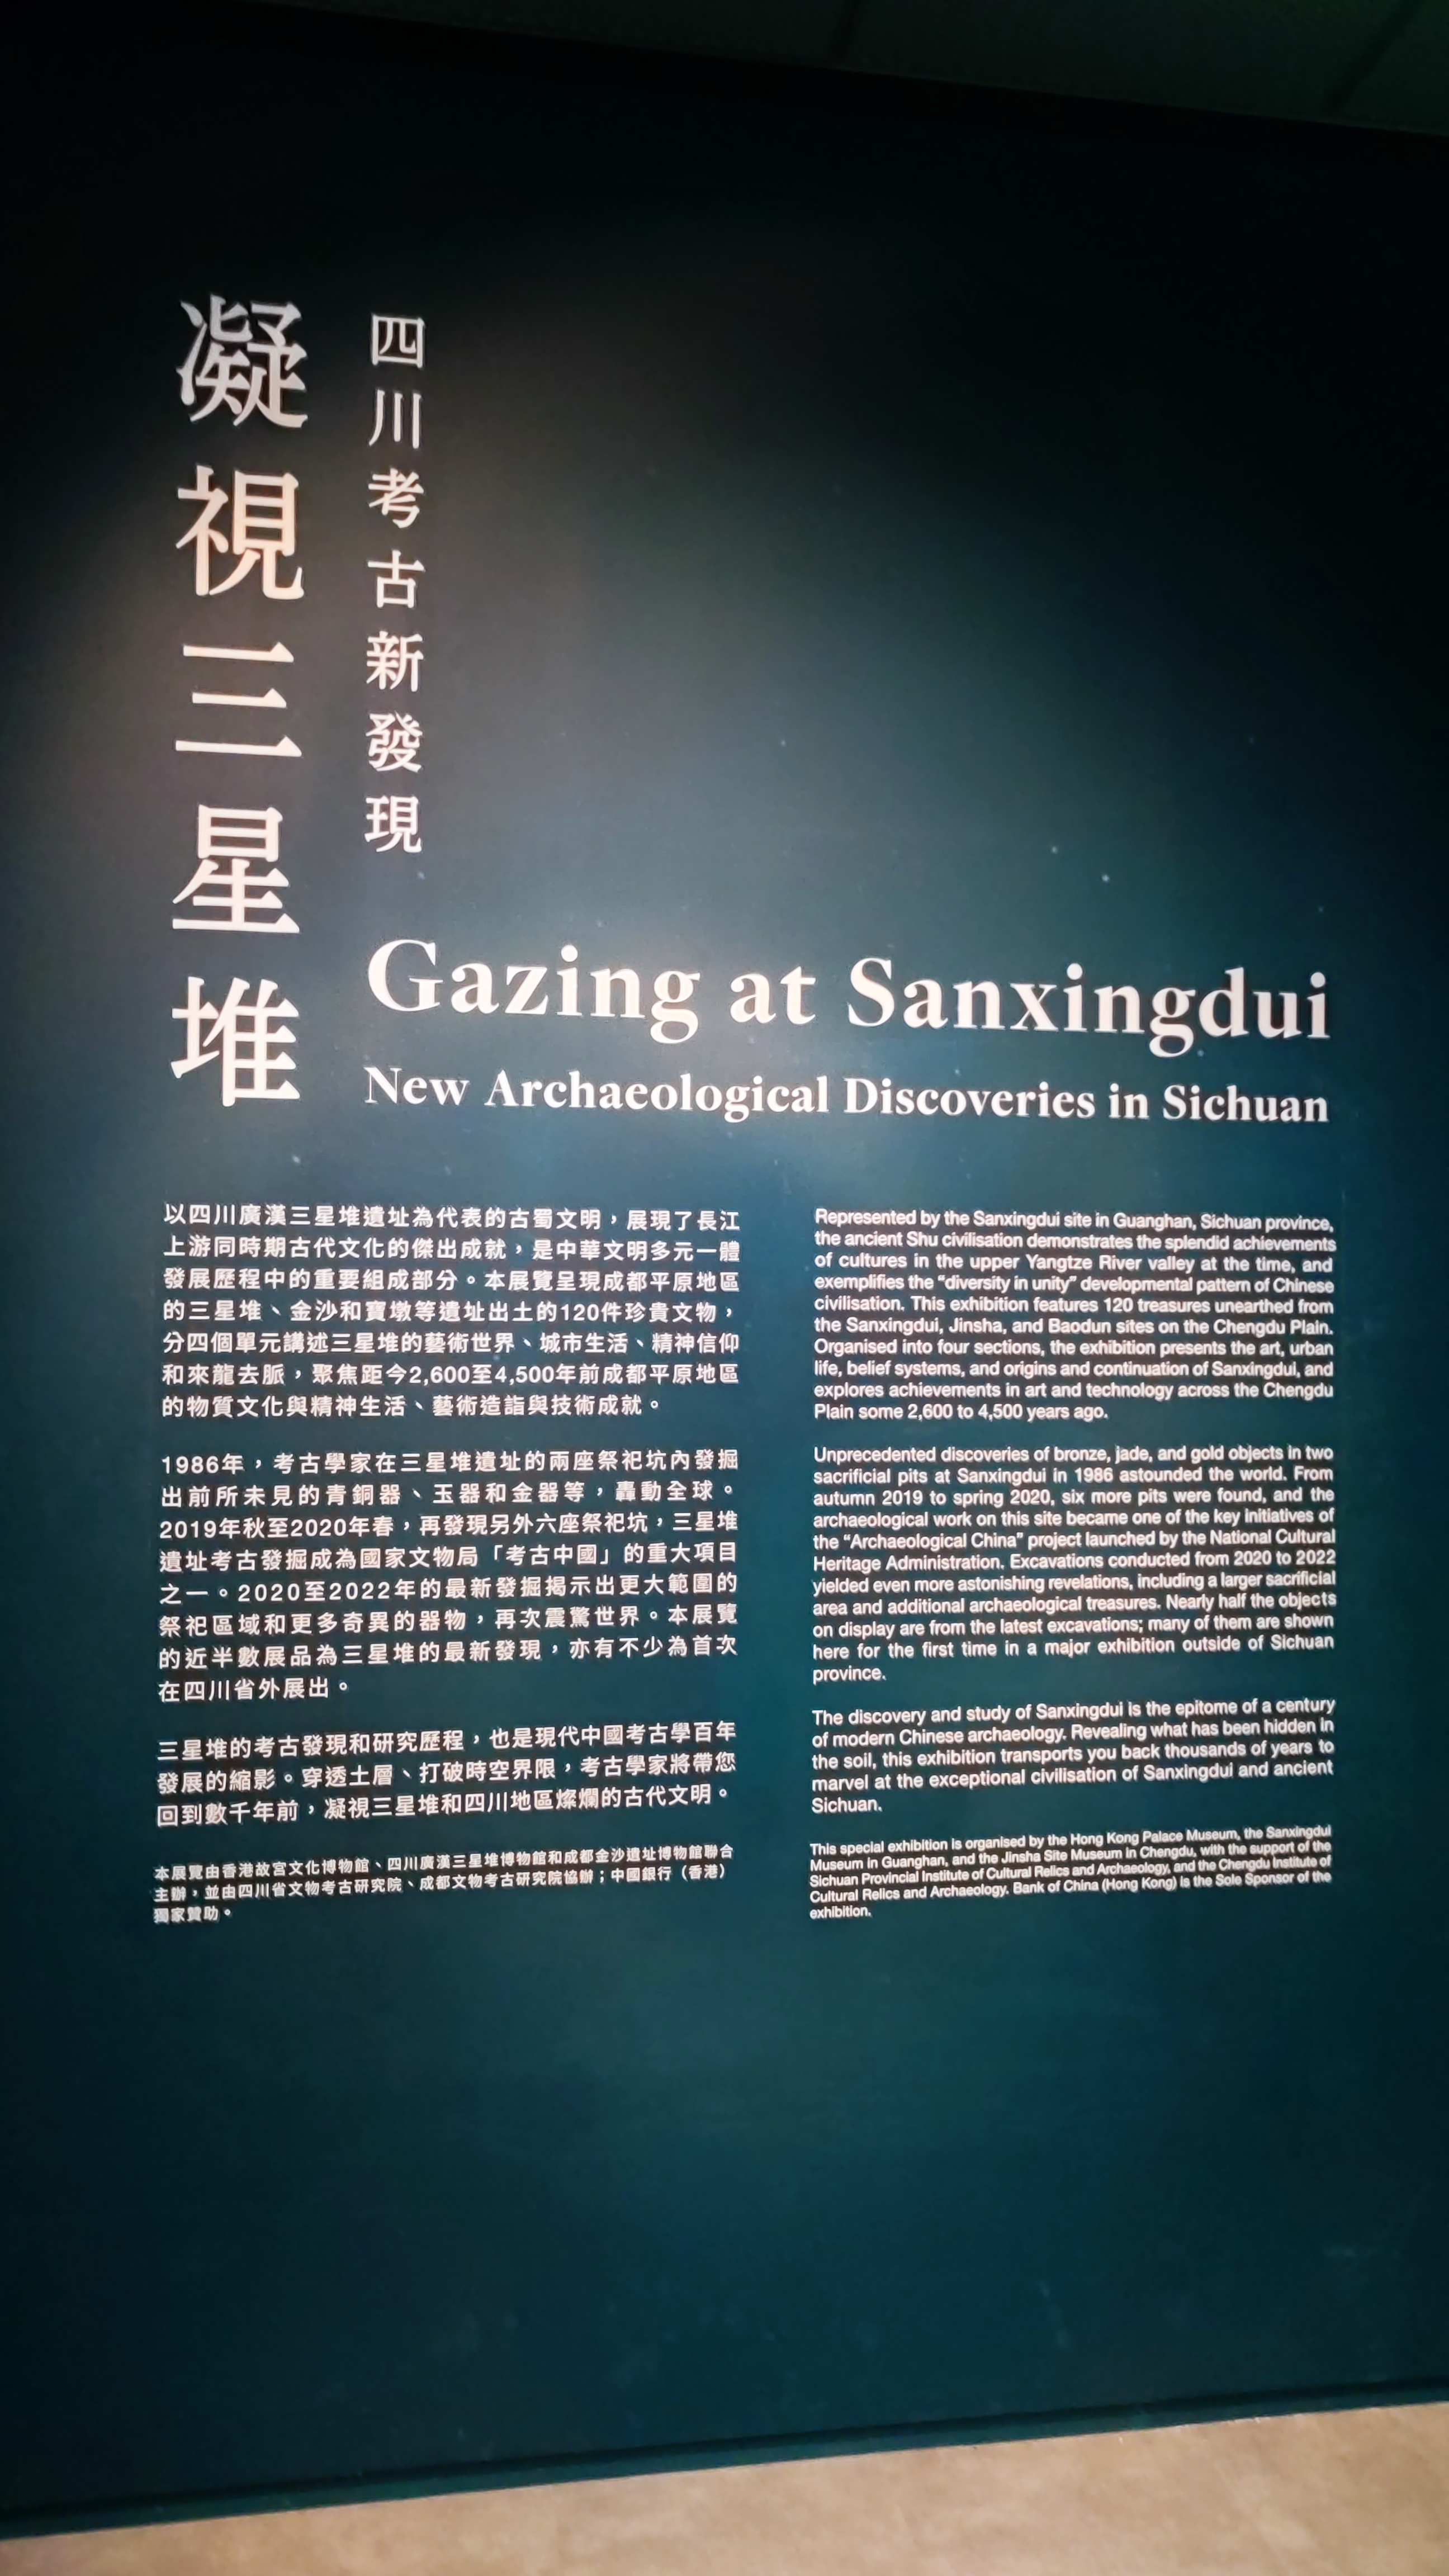 凝視三星堆
四川考古新發現
Gazing at Sanxingdui
New Archaeological Discoveries in Sichuan
以四川廣漢三星堆遺址為代表的古蜀文明，展現了長江
上游同時期古代文化的傑出成就，是中華文明多元一體
發展歷程中的重要組成部分。本展覽呈現成都平原地區
的三星堆、金沙和寶墩等遺址出土的120件珍貴文物，
分四個單元講述三星堆的藝術世界、城市生活、精神信仰
和來龍去脈，聚焦距今2,600至4,500年前成都平原地區
的物質文化與精神生活、藝術造詣與技術成就。
1986年，考古學家在三星堆遺址的兩座祭祀坑內發掘
出前所未見的青銅器、玉器和金器等，轟動全球。
2019年秋至2020年春，再發現另外六座祭祀坑，三星堆
遺址考古發掘成為國家文物局「考古中國」的重大項目
之一。2020至2022年的最新發掘揭示出更大範圍的
祭祀區域和更多奇異的器物，再次震驚世界。本展覽
的近半數展品為三星堆的最新發現，亦有不少為首次
在四川省外展出。
三星堆的考古發現和研究歷程，也是現代中國考古學百年
發展的縮影。穿透土層、打破時空界限，考古學家將帶您
回到數千年前，凝視三星堆和四川地區燦爛的古代文明。
本展覽由香港故宮文化博物館、四川廣漢三星堆博物館和成都金沙遺址博物館聯合
主辦，並由四川省文物考古研究院、成都文物考古研究院協辦；中國銀行（香港）
獨家贊助。
Represented by the Sanxingdui site in Guanghan, Sichuan province,
the ancient Shu civilisation demonstrates the splendid achievements
of cultures in the upper Yangtze River valley at the time, and
exemplifies the “diversity in unity” developmental pattern of Chinese
civilisation. This exhibition features 120 treasures unearthed from
the Sanxingdui, Jinsha, and Baodun sites on the Chengdu Plain.
Organised into four sections, the exhibition presents the art, urban
life, belief systems, and origins and continuation of Sanxingdui, and
explores achievements in art and technology across the Chengdu
Plain some 2,600 to 4,500 years ago.
Unprecedented discoveries of bronze, jade, and gold objects in two
sacrificial pits at Sanxingdui in 1986 astounded the world. From
autumn 2019 to spring 2020, six more pits were found, and the
archaeological work on this site became one of the key initiatives of
the “Archaeological China” project launched by the National Cultural
Heritage Administration. Excavations conducted from 2020 to 2022
yielded even more astonishing revelations, including a larger sacrificial
area and additional archaeological treasures. Nearly half the objects
on display are from the latest excavations; many of them are shown
here for the first time in a major exhibition outside of Sichuan
province.
The discovery and study of Sanxingdui is the epitome of a century
of modern Chinese archaeology. Revealing what has been hidden in
the soil, this exhibition transports you back thousands of years to
marvel at the exceptional civilisation of Sanxingdui and ancient
Sichuan.
This special exhibition is organised by the Hong Kong Palace Museum, the Sanxingdui
Museum in Guanghan, and the Jinsha Site Museum in Chengdu, with the support of the
Sichuan Provincial Institute of Cultural Relics and Archaeology, and the Chengdu Institute of
Cultural Relics and Archaeology. Bank of China (Hong Kong) is the Sole Sponsor of the
exhibition.